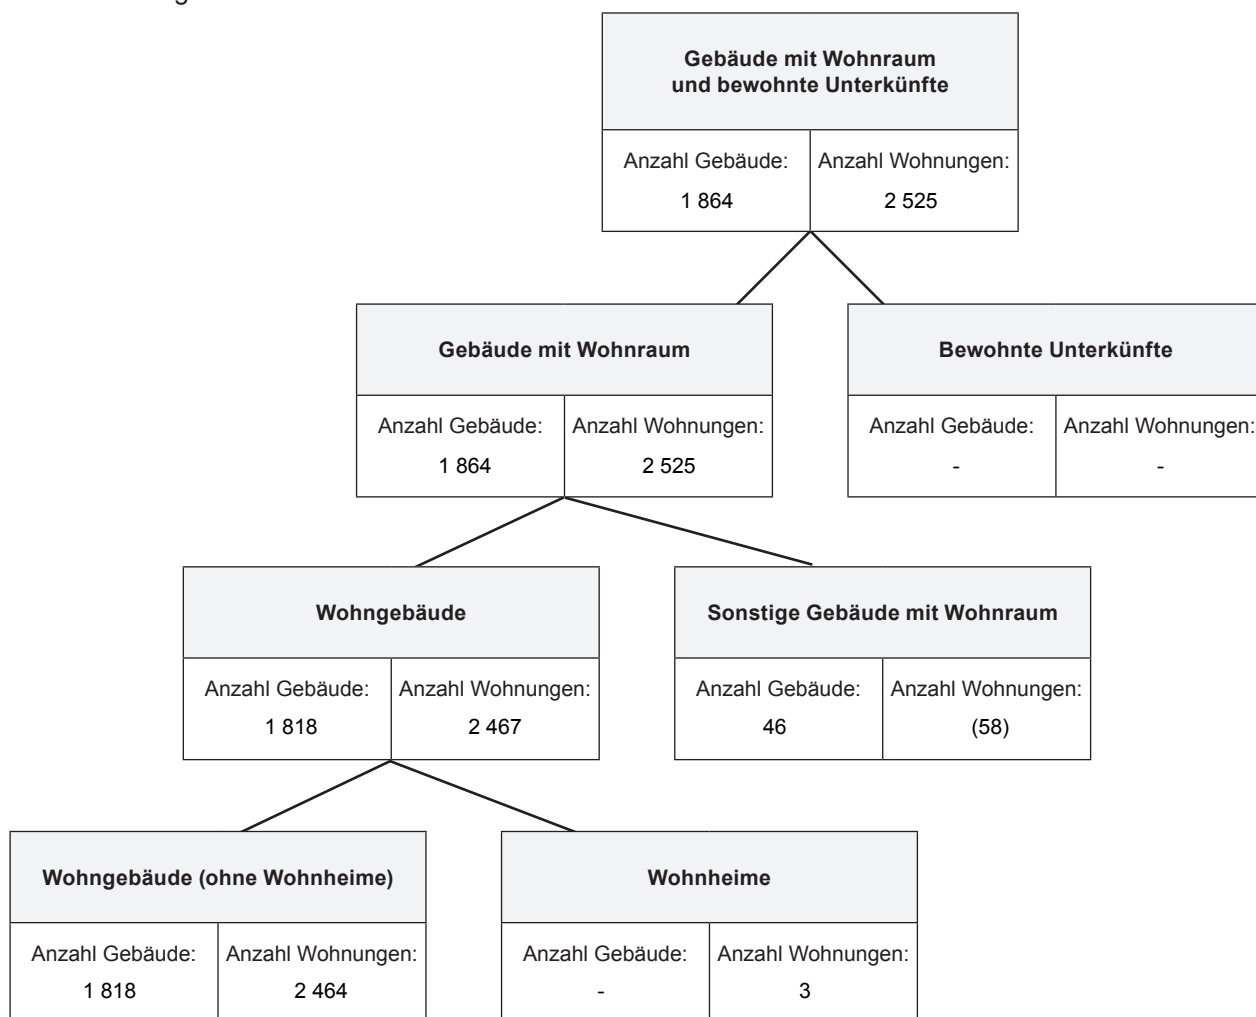 Gebäude mit Wohnraum
und bewohnte Unterkünfte
Anzahl Gebäude: Anzahl Wohnungen:
1 864 2 525
Gebäude mit Wohnraum Bewohnte Unterkünfte
Anzahl Gebäude: Anzahl Wohnungen: Anzahl Gebäude: Anzahl Wohnungen:
1 864 2 525 - -
Wohngebäude Sonstige Gebäude mit Wohnraum
Anzahl Gebäude: Anzahl Wohnungen: Anzahl Gebäude: Anzahl Wohnungen:
1 818 2 467 46 (58)
Wohngebäude (ohne Wohnheime) Wohnheime
Anzahl Gebäude: Anzahl Wohnungen: Anzahl Gebäude: Anzahl Wohnungen:
1 818 2 464 - 3